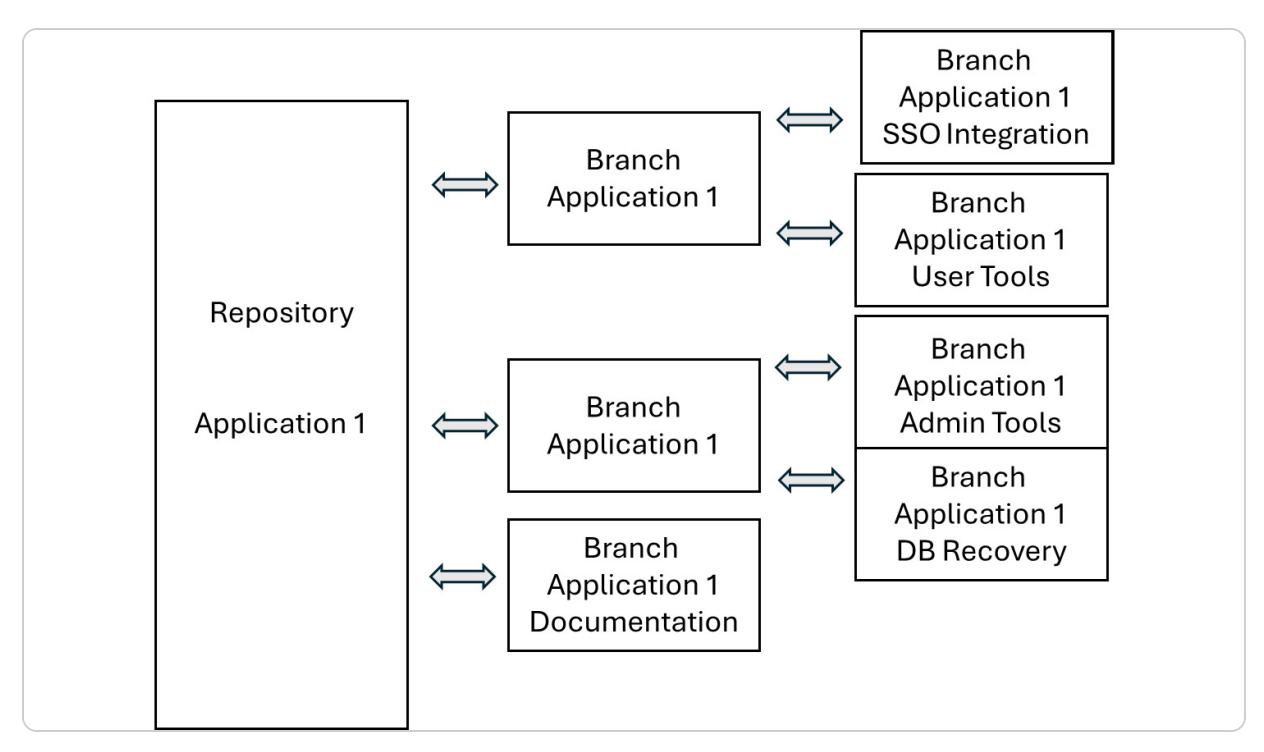 Repository
Application 1
Branch
Application 1
Branch
Application 1
SSO Integration
Branch
Application 1
User Tools
Branch
Application 1
Branch
Application 1
Admin Tools
Branch
Application 1
DB Recovery
Branch
Application 1
Documentation